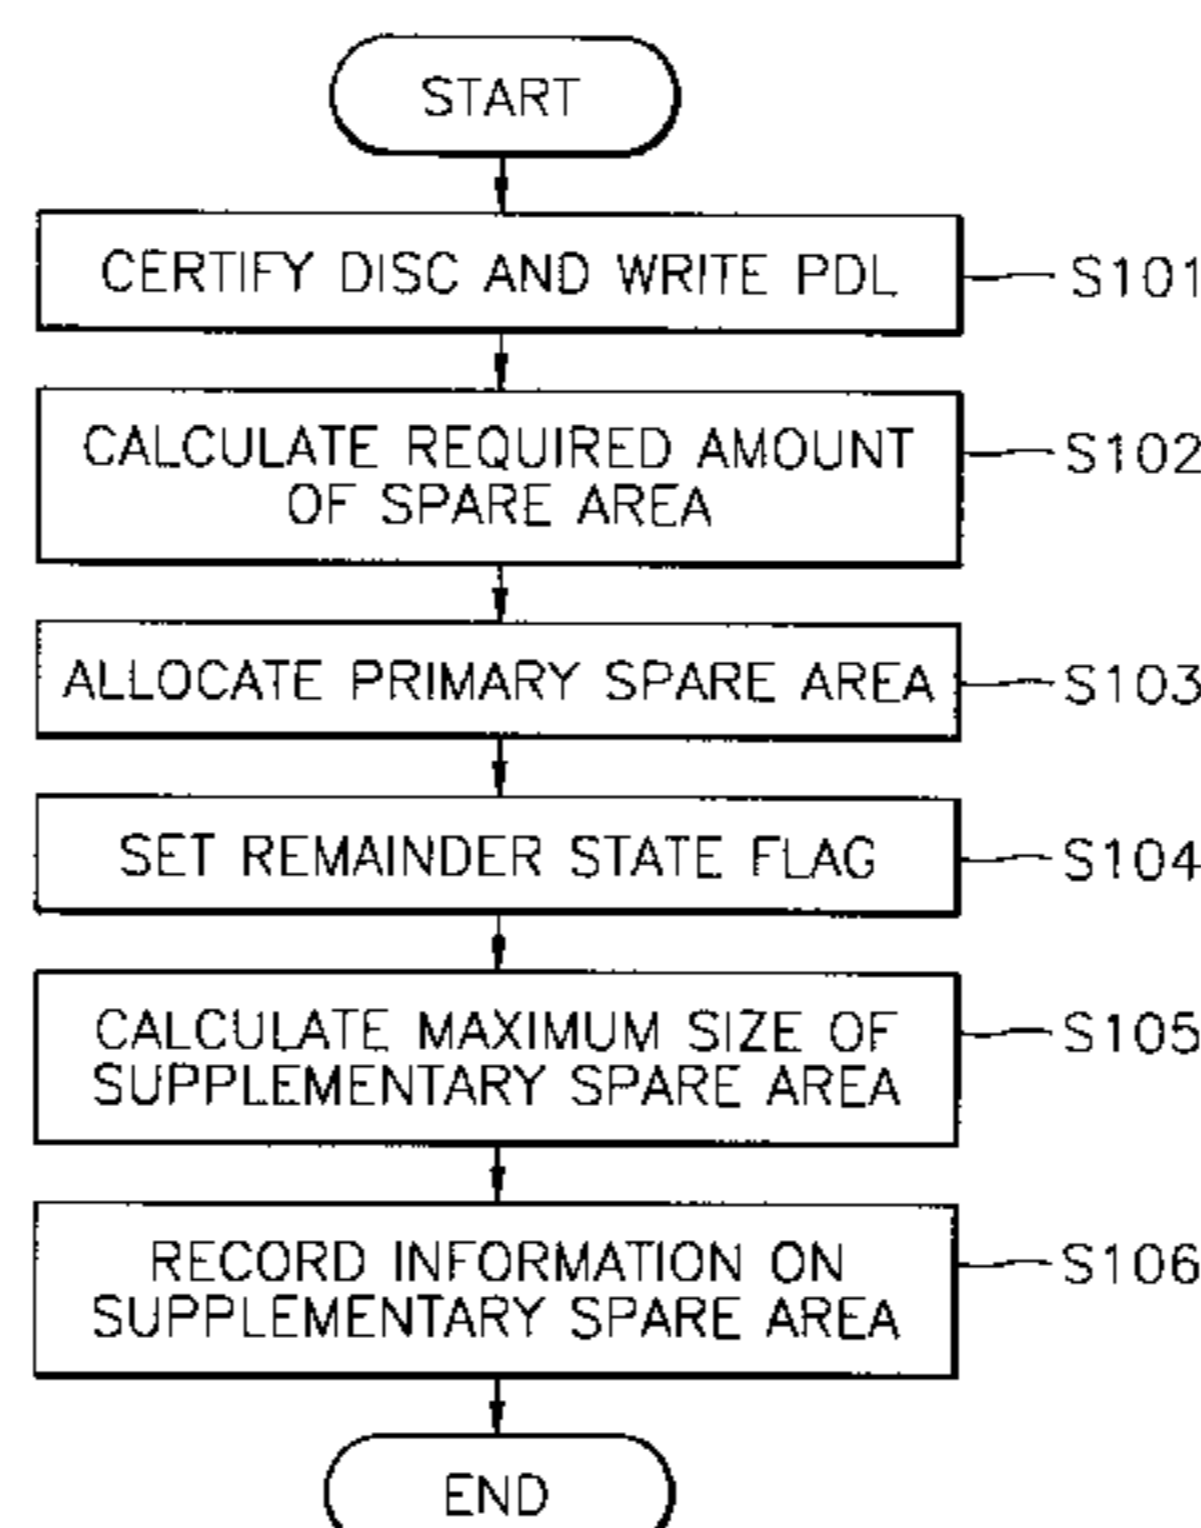 START
CERTIFY DISC AND WRITE PDL
S101
CALCULATE REQUIRED AMOUNT
OF SPARE AREA
S102
ALLOCATE PRIMARY SPARE AREA
S103
SET REMAINDER STATE FLAG
S104
CALCULATE MAXIMUM SIZE OF
SUPPLEMENTARY SPARE AREA
S105
RECORD INFORMATION ON
SUPPLEMENTARY SPARE AREA
S106
END